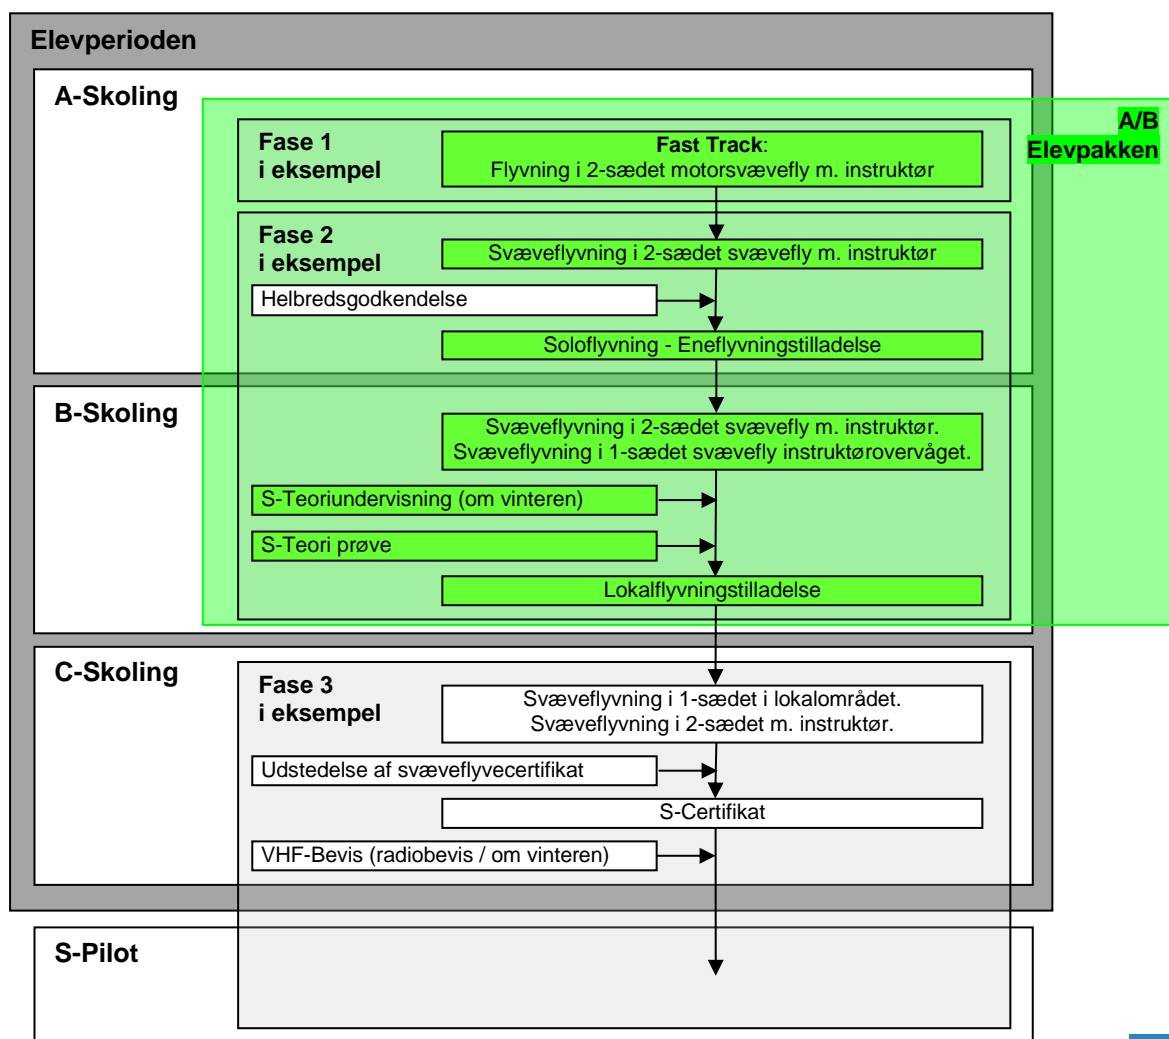 Elevperioden
A-Skoling
A/B
Elevpakken
Fase 1
i eksempel
Fast Track:
Flyvning i 2-sædet motorsvævefly m. instruktør
Fase 2
i eksempel
Svæveflyvning i 2-sædet svævefly m. instruktør
Helbredsgodkendelse
Soloflyvning - Eneflyvningstilladelse
B-Skoling
Svæveflyvning i 2-sædet svævefly m. instruktør.
Svæveflyvning i 1-sædet svævefly instruktørovervåget.
S-Teoriundervisning (om vinteren)
S-Teori prøve
Lokalflyvningstilladelse
C-Skoling
Fase 3
i eksempel
Svæveflyvning i 1-sædet i lokalområdet.
Svæveflyvning i 2-sædet m. instruktør.
Udstedelse af svæveflyvecertifikat
S-Certifikat
VHF-Bevis (radiobevis / om vinteren)
S-Pilot